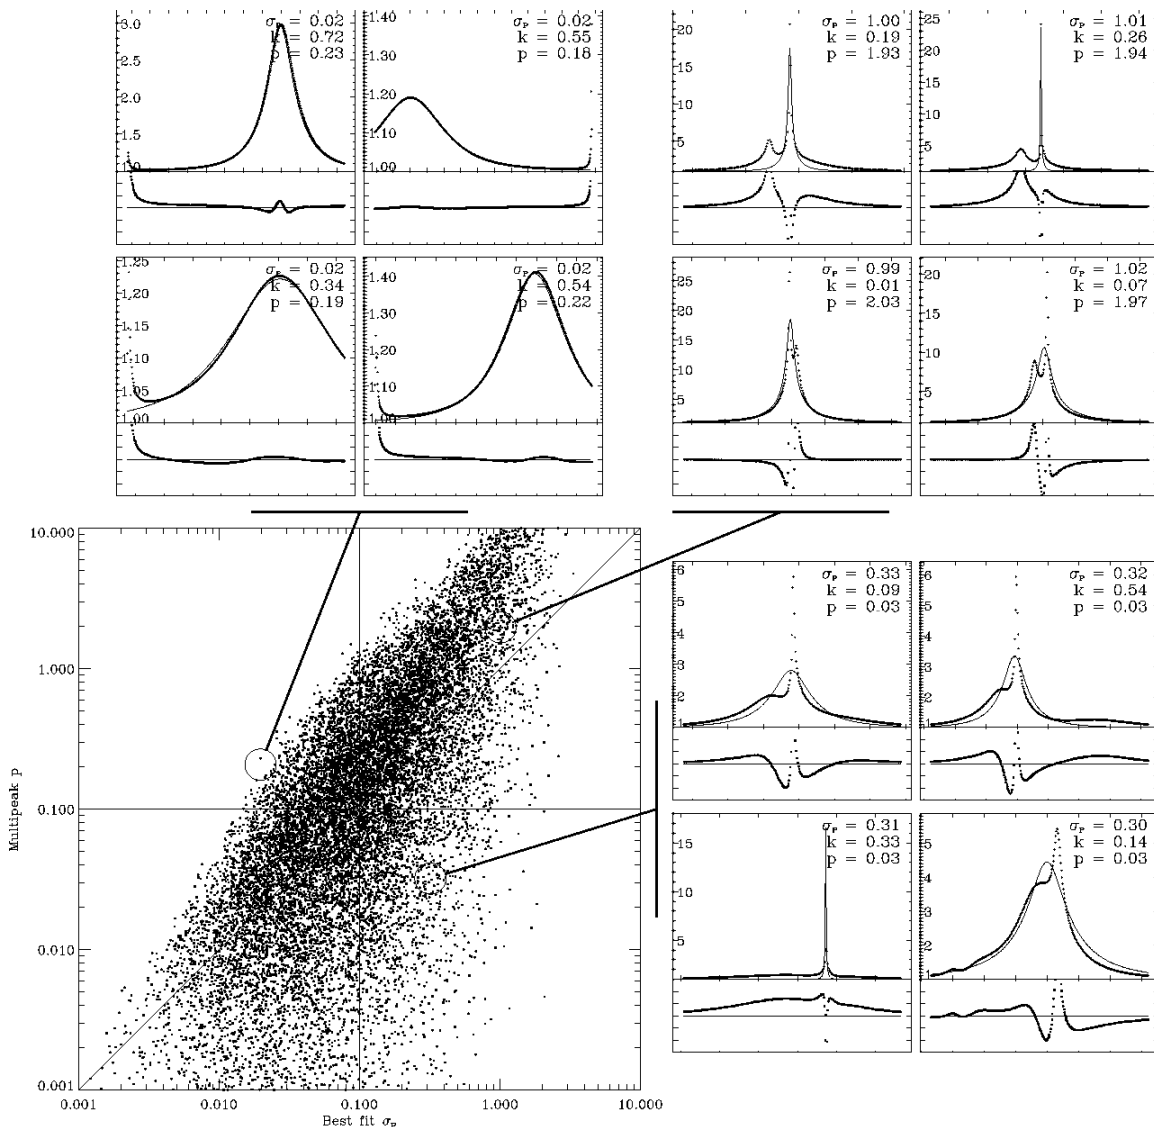 σP = 0.02
k = 0.72
p = 0.23
3.0
2.5
2.0
1.5
1.0
σP = 0.02
k = 0.55
p = 0.18
1.40
1.30
1.20
1.10
1.00
σP = 1.00
k = 0.19
p = 1.93
20
15
10
5
σP = 1.01
k = 0.26
p = 1.94
25
20
15
10
5
σP = 0.02
k = 0.34
p = 0.19
1.25
1.20
1.15
1.10
1.05
1.00
σP = 0.02
k = 0.54
p = 0.22
1.40
1.30
1.20
1.10
1.00
σP = 0.99
k = 0.01
p = 2.03
25
20
15
10
5
σP = 1.02
k = 0.07
p = 1.97
20
15
10
5
σP = 0.33
k = 0.09
p = 0.03
6
5
4
3
2
1
σP = 0.32
k = 0.54
p = 0.03
6
5
4
3
2
1
σP = 0.31
k = 0.33
p = 0.03
15
10
5
σP = 0.30
k = 0.14
p = 0.03
5
4
3
2
1
Multipeak p
10.000
1.000
0.100
0.010
0.001
0.001
0.010
0.100
1.000
10.000
Best fit σP